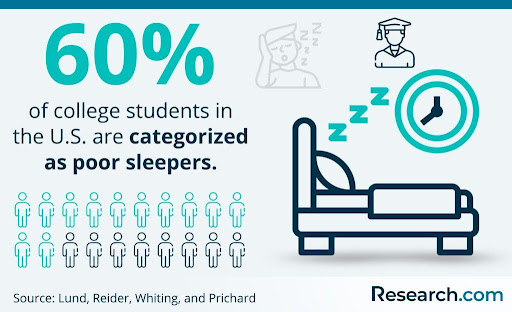 60%
of college students in
the U.S. are categorized
as poor sleepers.
z z z
z z z
Source: Lund, Reider, Whiting, and Prichard
Research.com